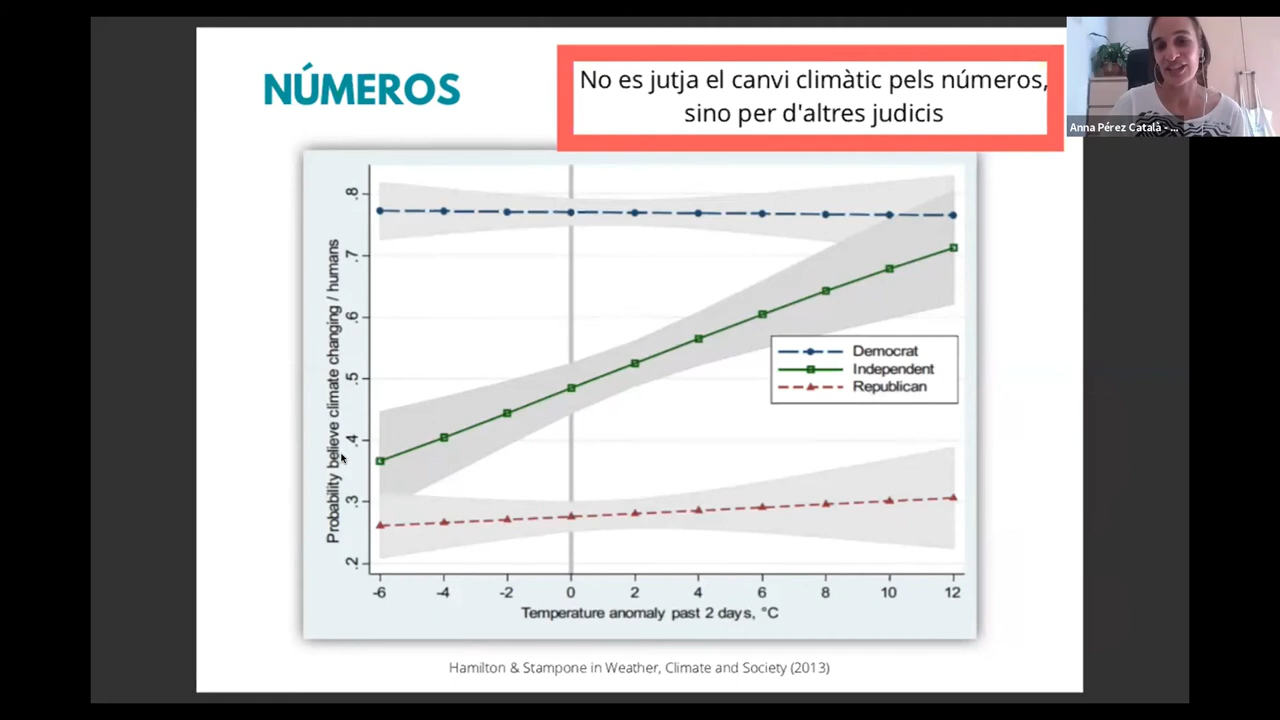 NÚMEROS
No es jutja el canvi climàtic pels números,
sino per d'altres judicis
Anna Pérez Català - ...
Probability believe climate changing / humans
.8
.7
.6
.5
.4
.3
.2
Democrat
Independent
Republican
-6 -4 -2 0 2 4 6 8 10 12
Temperature anomaly past 2 days, °C
Hamilton & Stampone in Weather, Climate and Society (2013)